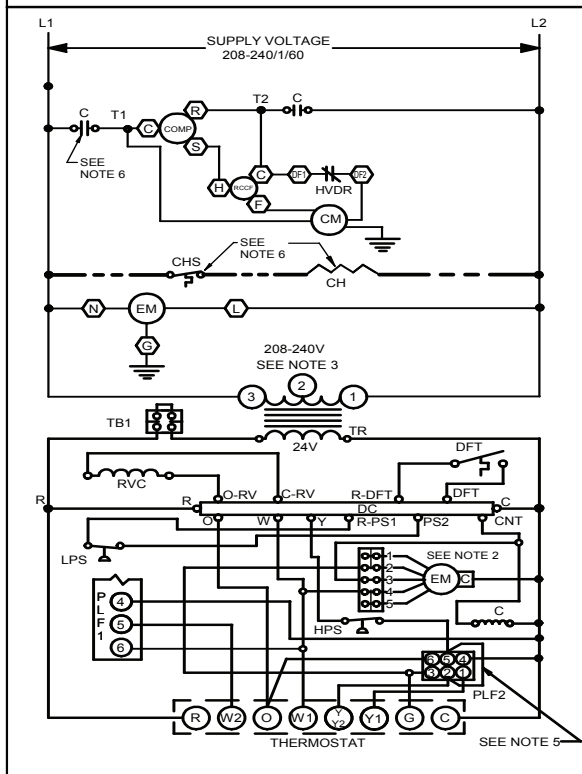 L1 L2
SUPPLY VOLTAGE
208-240/1/60
C T1 C COMP R S T2 C
SEE
NOTE 6
H RCCF C F DF1 HVDR DF2
CM
SEE
NOTE 6
CHS CH
N EM L
G
208-240V
SEE NOTE 3
3 2 1
TB1 TR
24V
DFT
RVC O-RV C-RV R-DFT DFT
R R DC C
O W Y R-PS1 PS2 CNT
LPS
1 SEE NOTE 2
2
3 EM C
4
5
C
HPS
P
L
F
1
4
5
6
6 5 4
3 2 1
PLF2
R W2 O W1 Y Y2 Y1 G C
THERMOSTAT
SEE NOTE 5